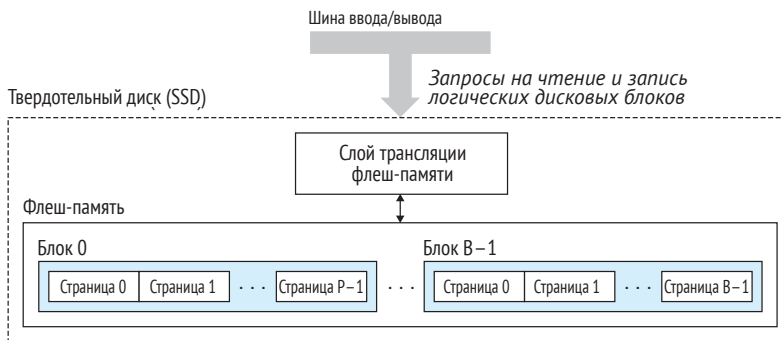 Шина ввода/вывода
Запросы на чтение и запись
логических дисковых блоков
Твердотельный диск (SSD)
Слой трансляции
флеш-памяти
Флеш-память
Блок 0
Блок B–1
Страница 0 Страница 1 · · · Страница P–1 · · · Страница 0 Страница 1 · · · Страница B–1